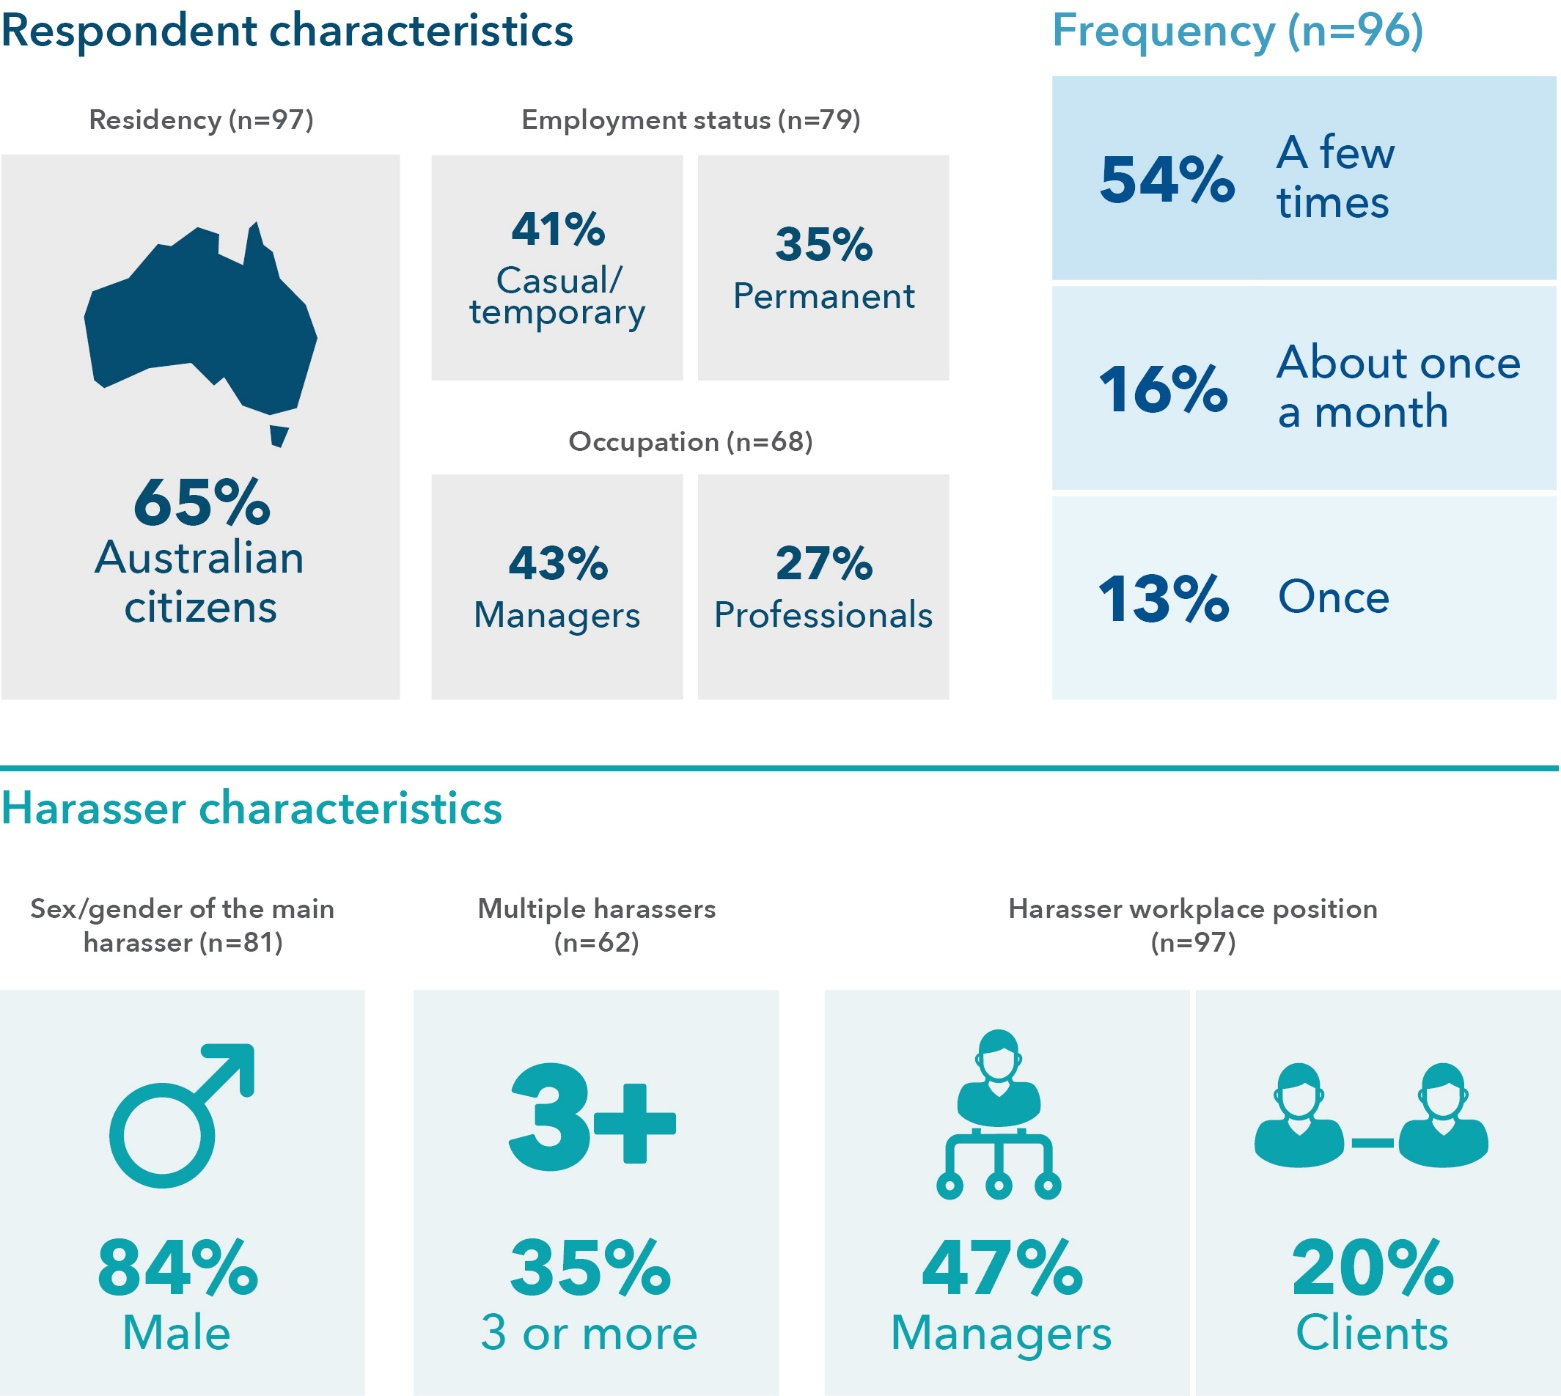 Respondent characteristics
Residency (n=97)
65%
Australian
citizens
Employment status (n=79)
41%
Casual/
temporary
35%
Permanent
Occupation (n=68)
43%
Managers
27%
Professionals
Frequency (n=96)
54%
A few
times
16%
About once
a month
13%
Once
Harasser characteristics
Sex/gender of the main
harasser (n=81)
84%
Male
Multiple harassers
(n=62)
3+
35%
3 or more
Harasser workplace position
(n=97)
47%
Managers
20%
Clients